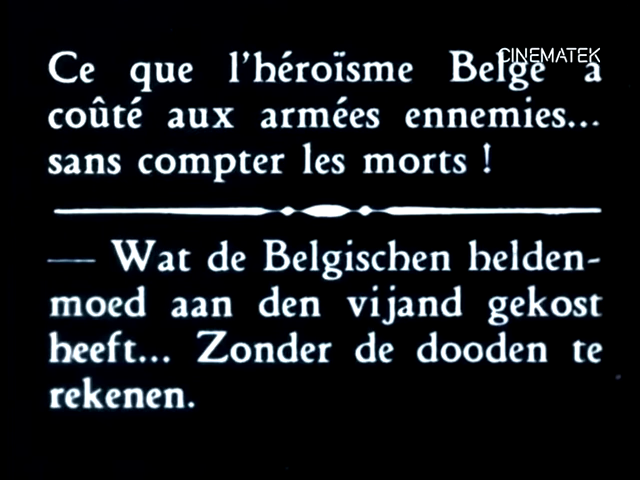 CINEMATEK
Ce que l'héroïsme Belge a
coûté aux armées ennemies...
sans compter les morts !
— Wat de Belgischen helden-
moed aan den vijand gekost
heeft... Zonder de dooden te
rekenen.